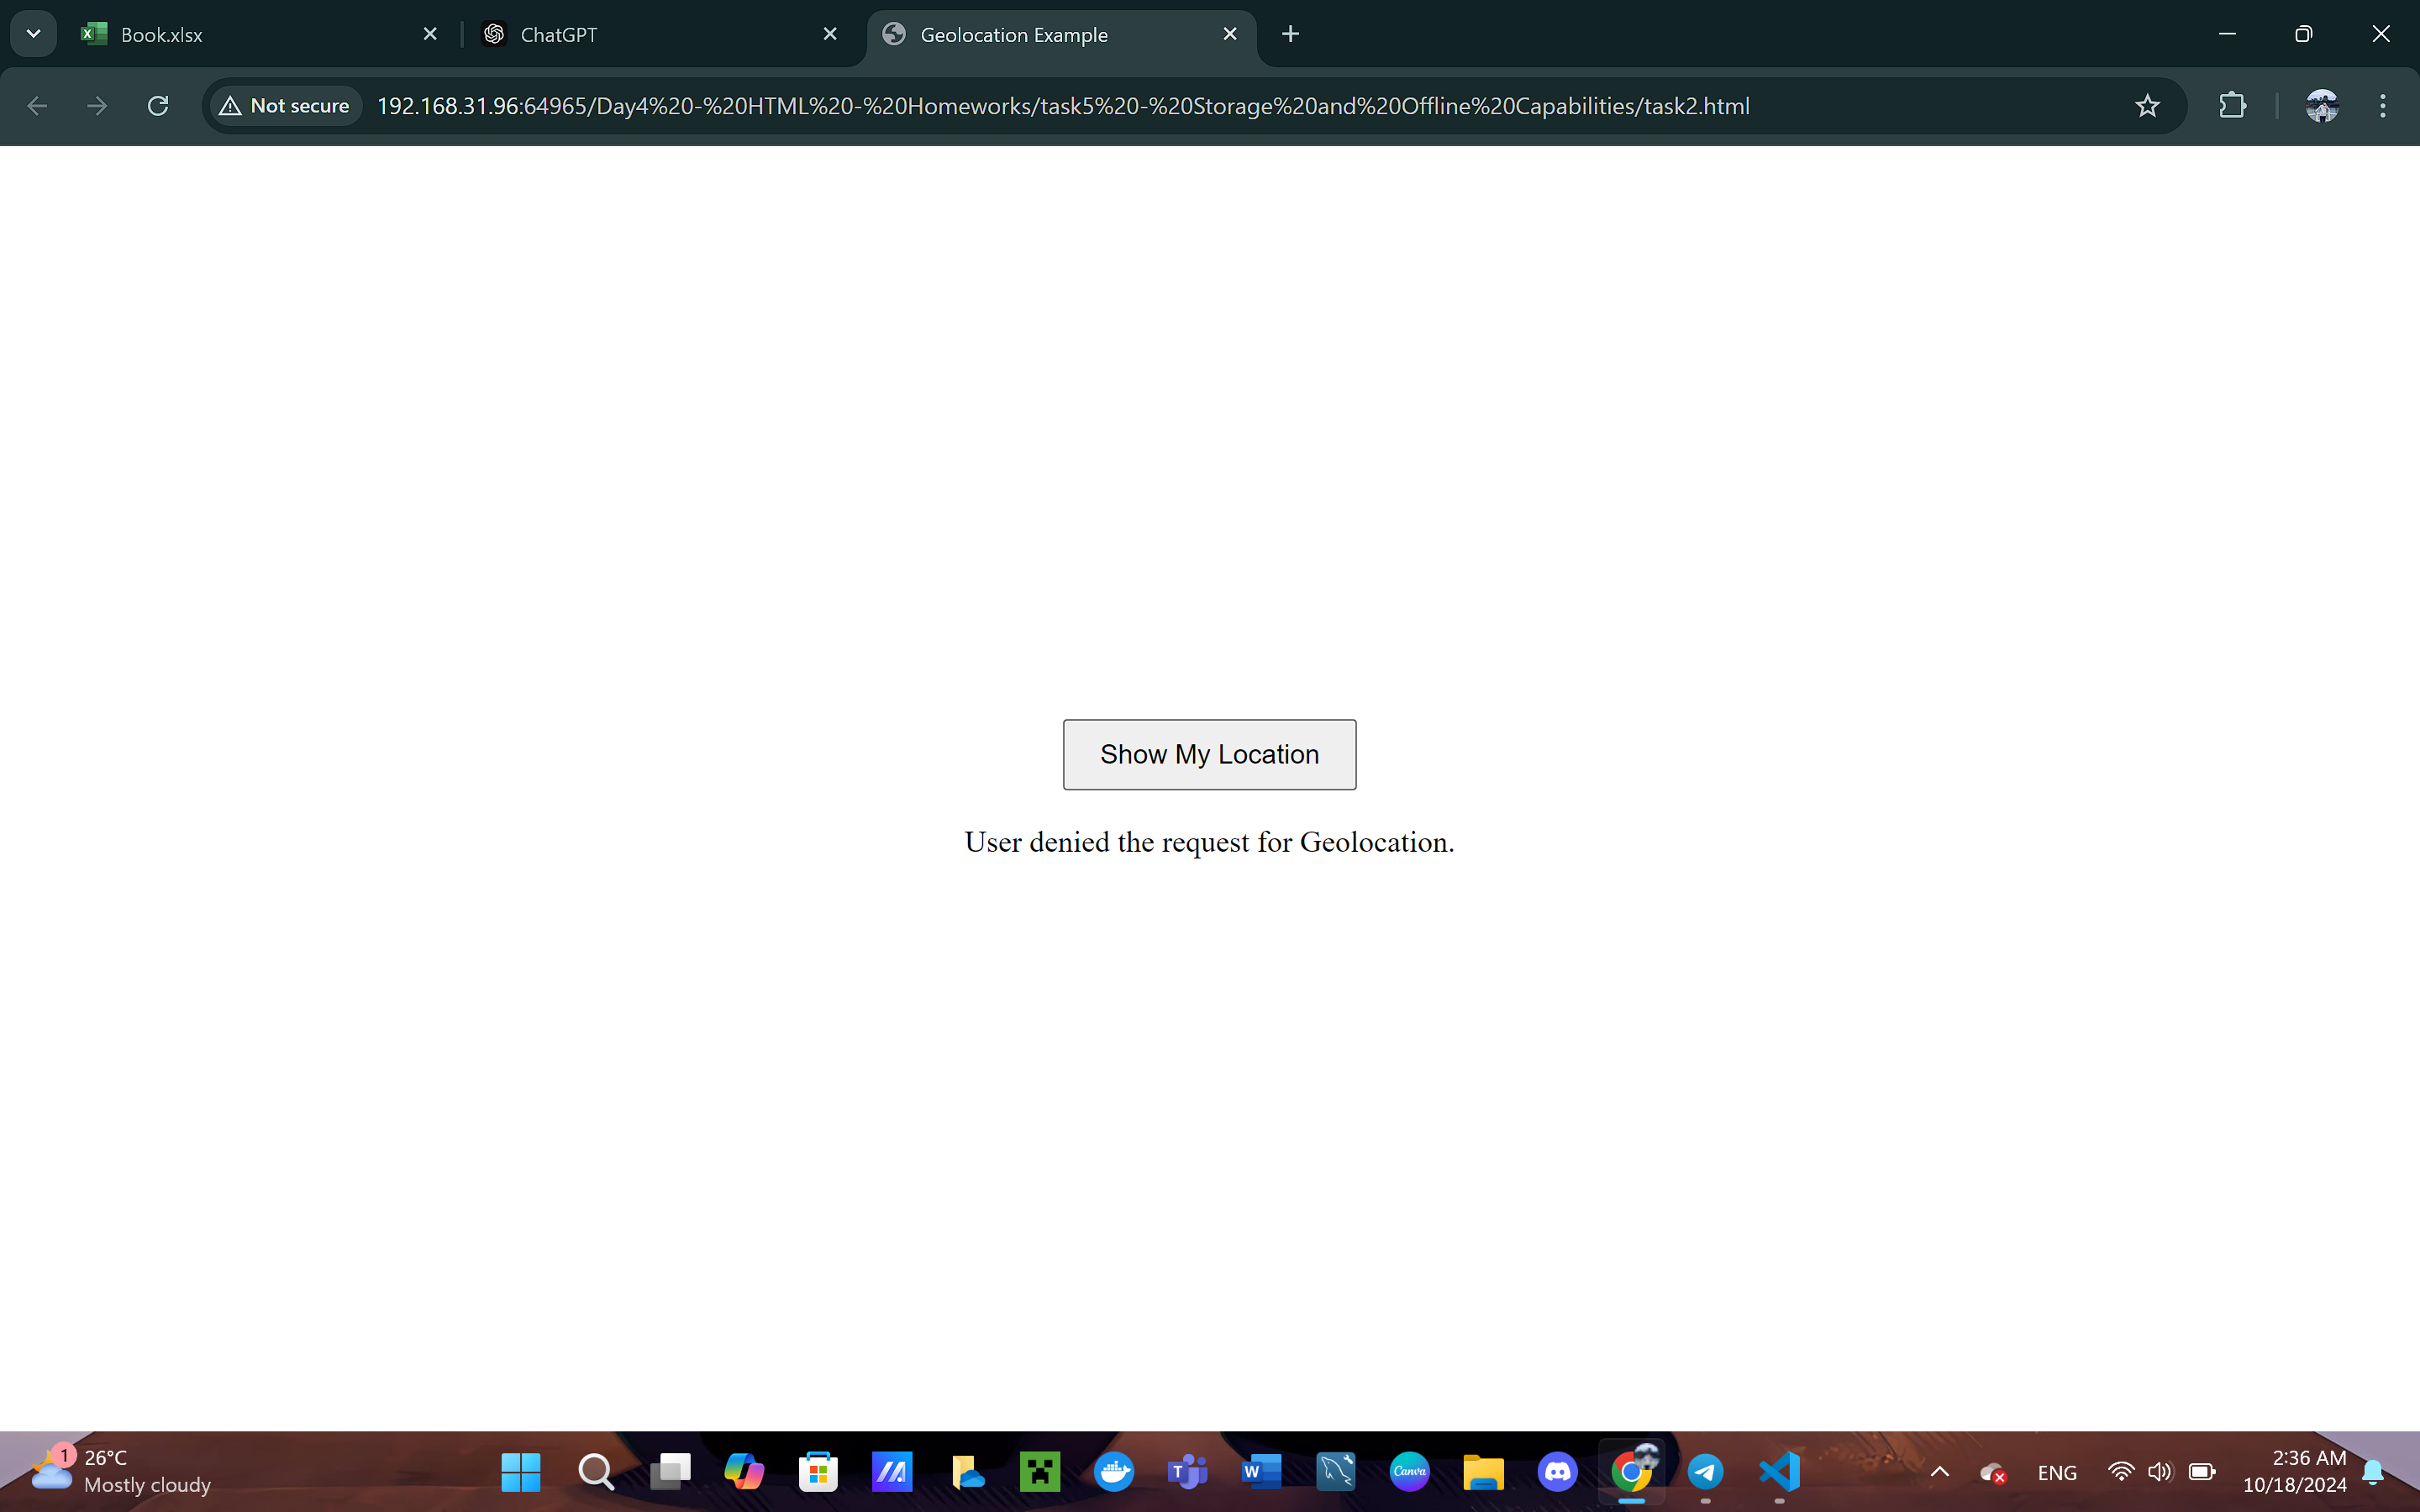 Book.xlsx
ChatGPT
Geolocation Example
Not secure
192.168.31.96:64965/Day4%20-%20HTML%20-%20Homeworks/task5%20-%20Storage%20and%20Offline%20Capabilities/task2.html
Show My Location
User denied the request for Geolocation.
1
26°C
Mostly cloudy
T
W
Canva
ENG
2:36 AM
10/18/2024